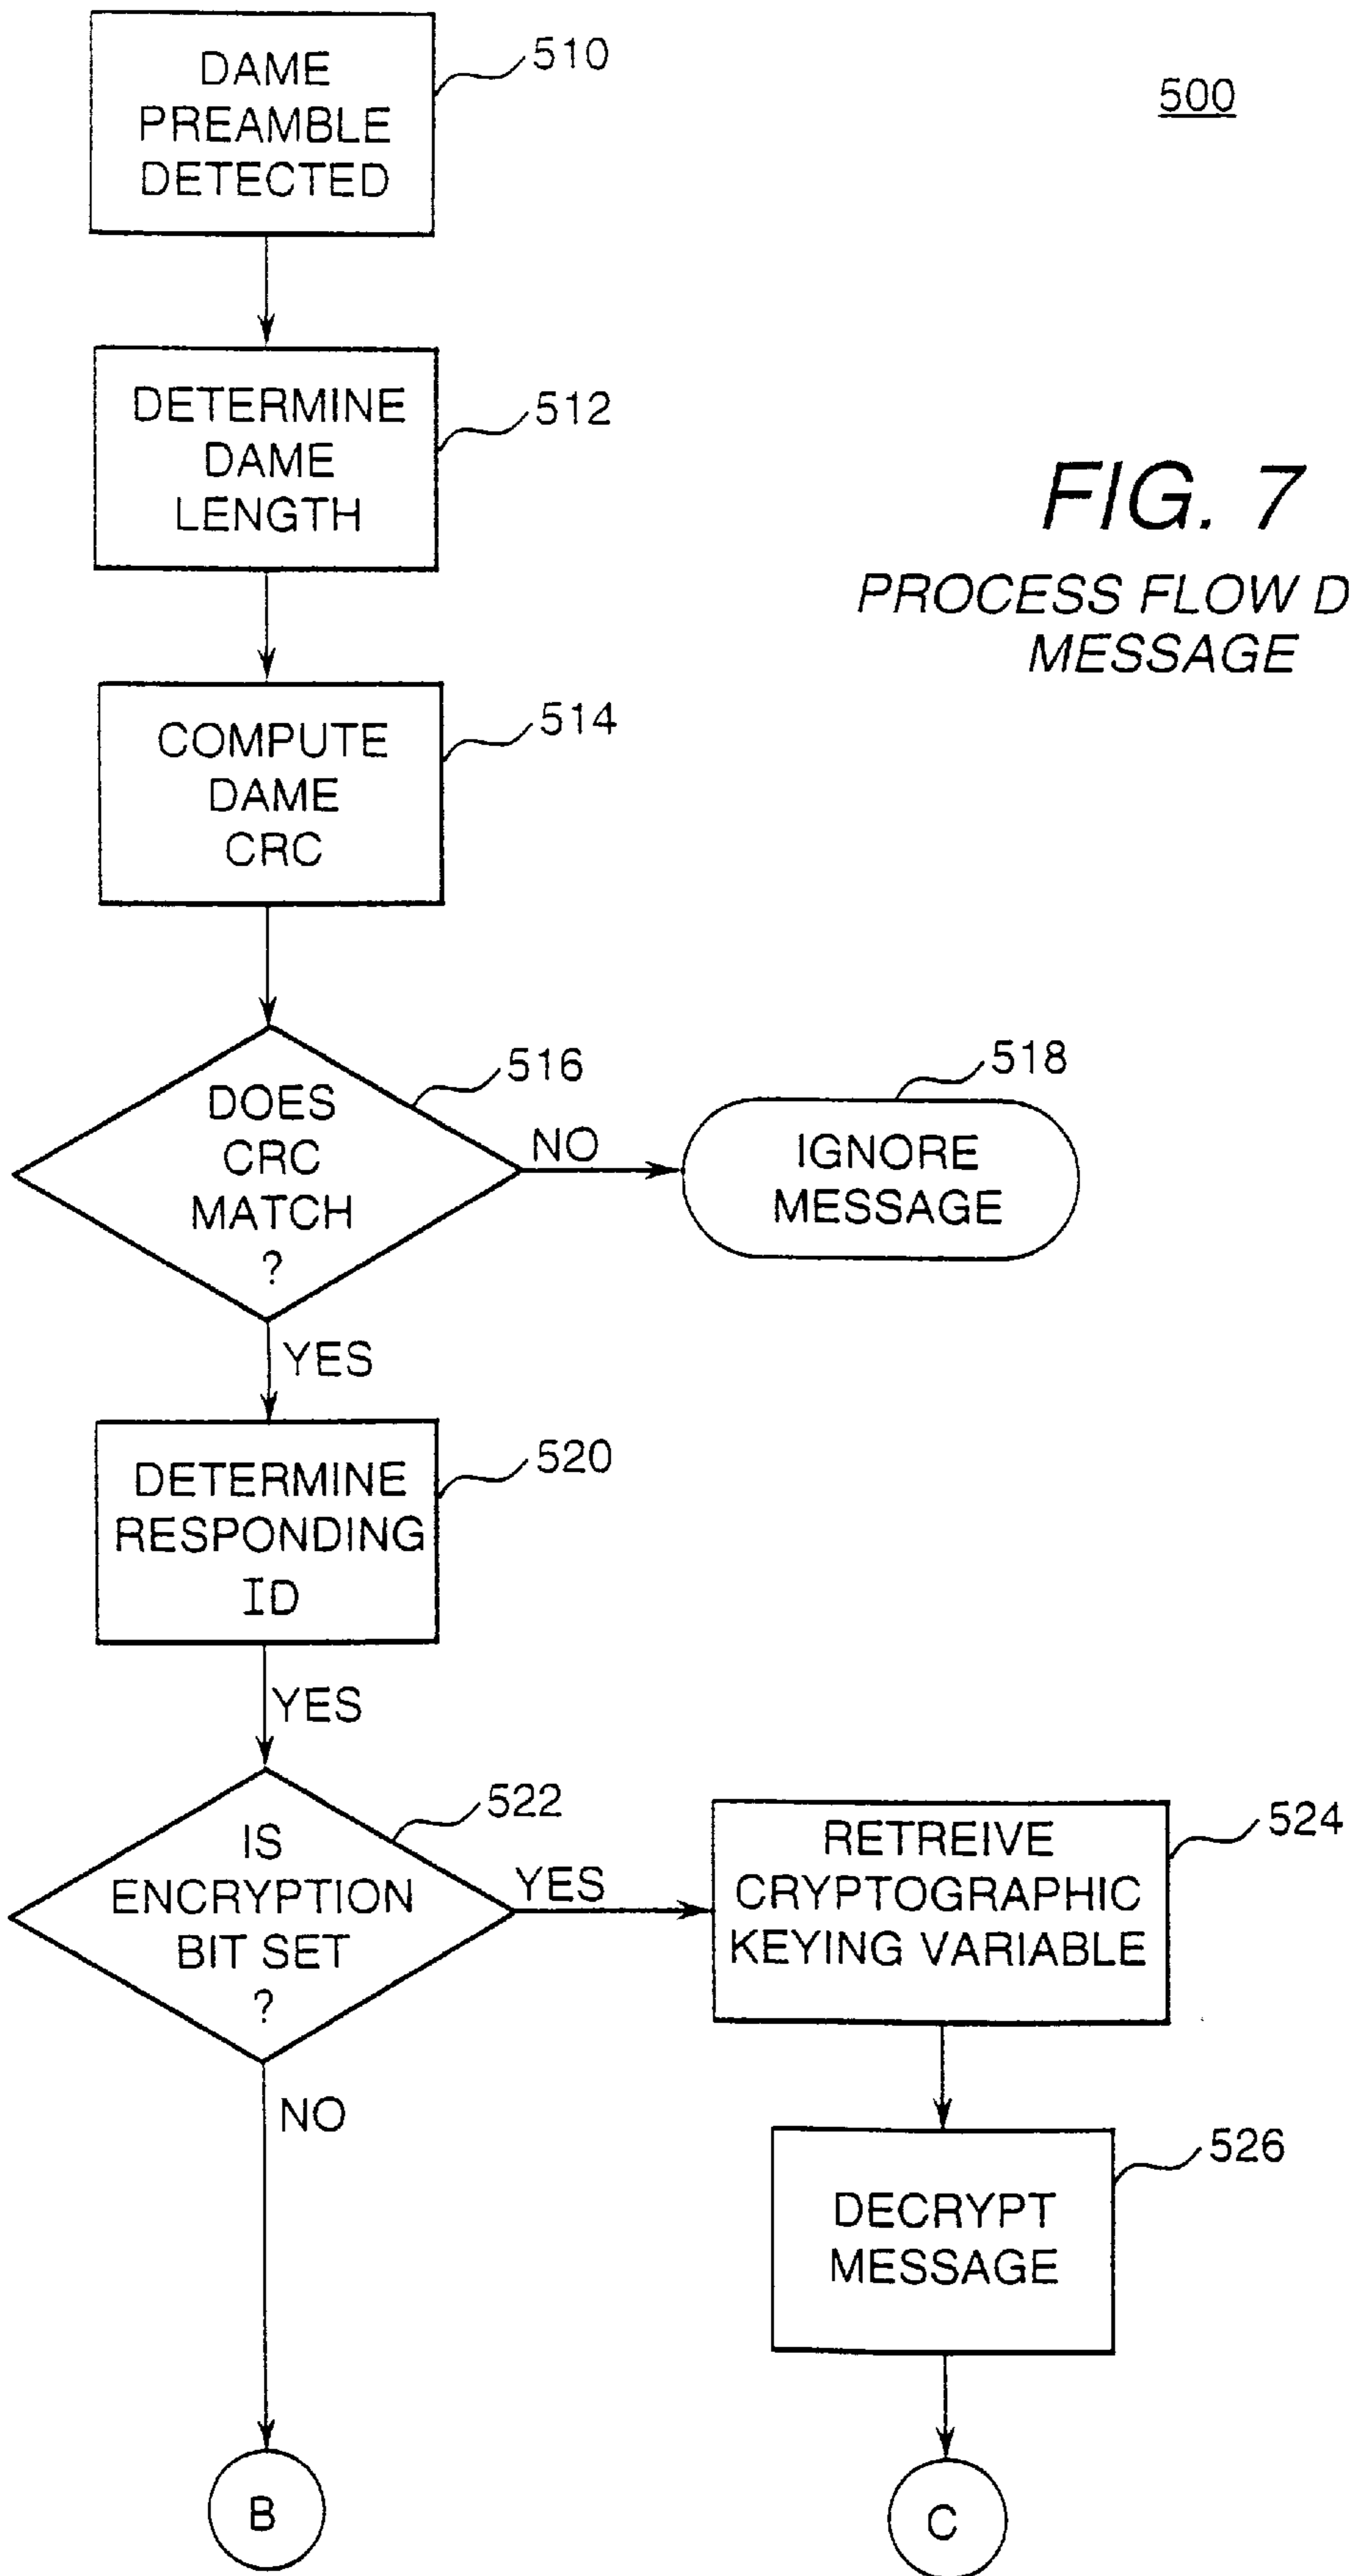 DAME
PREAMBLE
DETECTED
510
500
DETERMINE
DAME
LENGTH
512
FIG. 7
PROCESS FLOW D
MESSAGE
COMPUTE
DAME
CRC
514
DOES
CRC
MATCH
?
516
NO
518
IGNORE
MESSAGE
YES
DETERMINE
RESPONDING
ID
520
YES
IS
ENCRYPTION
BIT SET
?
522
YES
RETREIVE
CRYPTOGRAPHIC
KEYING VARIABLE
524
NO
DECRYPT
MESSAGE
526
B
C